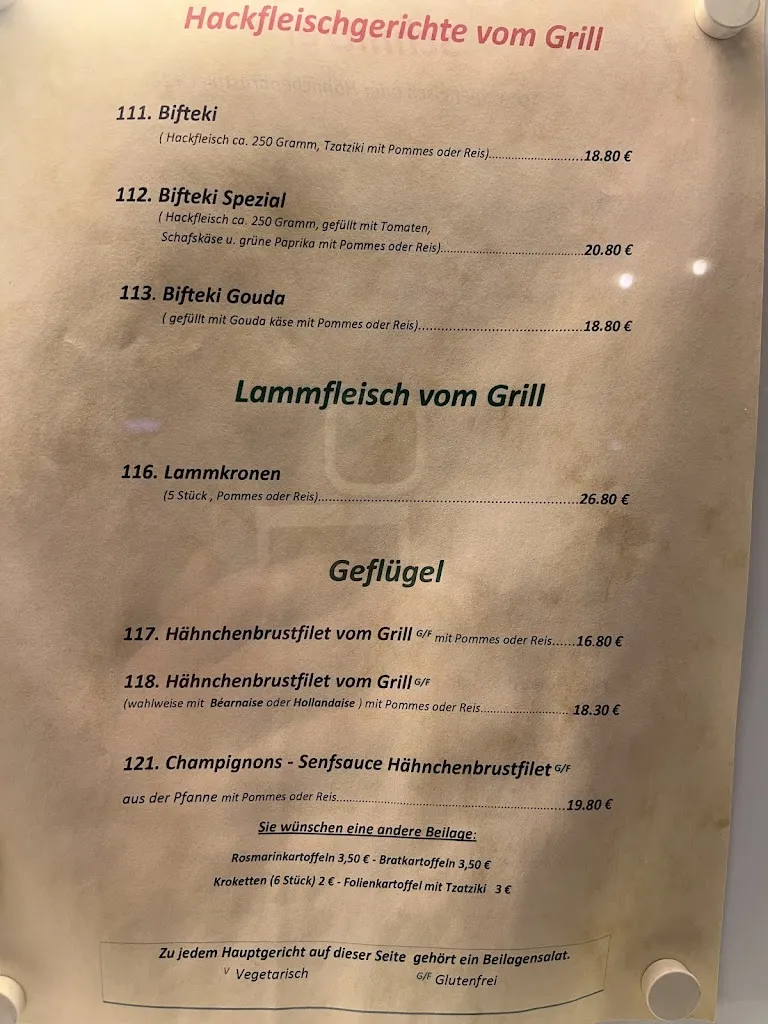 Hackfleischgerichte vom Grill
111. Bifteki
( Hackfleisch ca. 250 Gramm, Tzatziki mit Pommes oder Reis)............................18.80 €
112. Bifteki Spezial
( Hackfleisch ca. 250 Gramm, gefüllt mit Tomaten,
Schafskäse u. grüne Paprika mit Pommes oder Reis)..........................................20.80 €
113. Bifteki Gouda
( gefüllt mit Gouda käse mit Pommes oder Reis)................................................18.80 €
Lammfleisch vom Grill
116. Lammkronen
(5 Stück , Pommes oder Reis)..............................................................................26.80 €
Geflügel
117. Hähnchenbrustfilet vom Grill G/F mit Pommes oder Reis......16.80 €
118. Hähnchenbrustfilet vom Grill G/F
(wahlweise mit Béarnaise oder Hollandaise ) mit Pommes oder Reis.......................... 18.30 €
121. Champignons - Senfsauce Hähnchenbrustfilet G/F
aus der Pfanne mit Pommes oder Reis....................................................................19.80 €
Sie wünschen eine andere Beilage:
Rosmarinkartoffeln 3,50 € - Bratkartoffeln 3,50 €
Kroketten (6 Stück) 2 € - Folienkartoffel mit Tzatziki 3 €
Zu jedem Hauptgericht auf dieser Seite gehört ein Beilagensalat.
V Vegetarisch G/F Glutenfrei